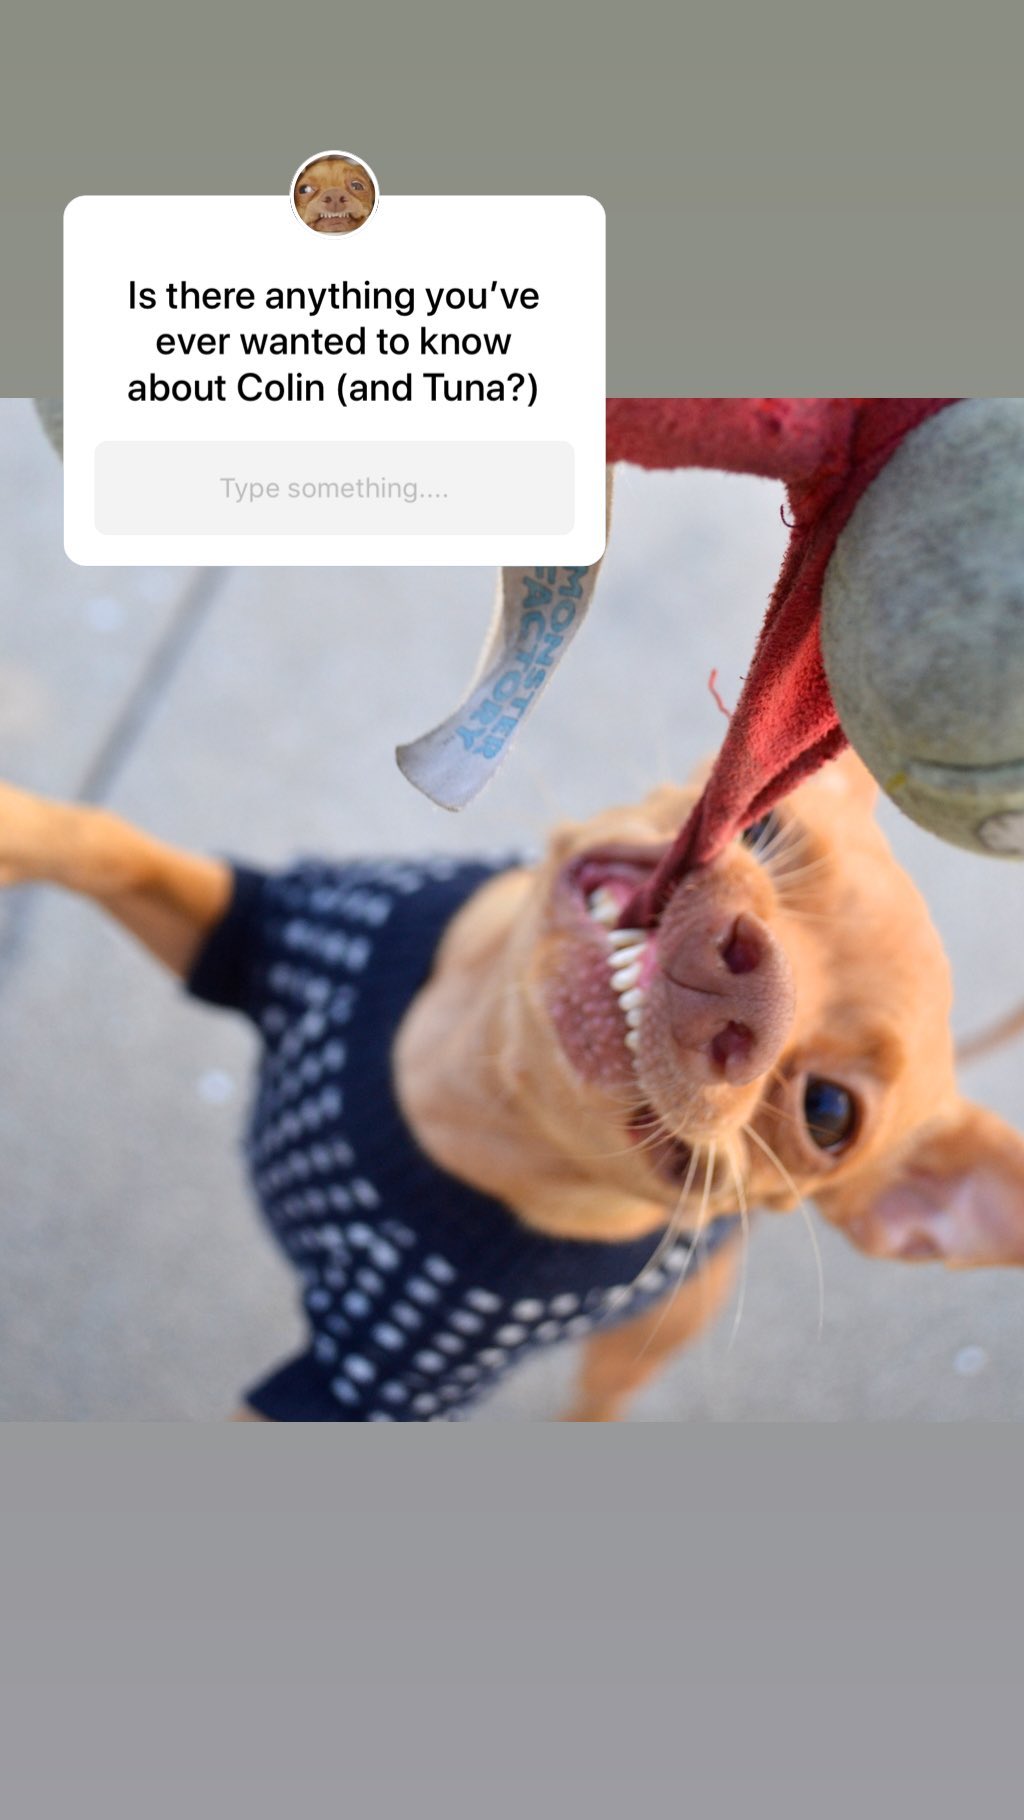 Is there anything you’ve
ever wanted to know
about Colin (and Tuna?)
Type something....
MONSTER
FACTORY